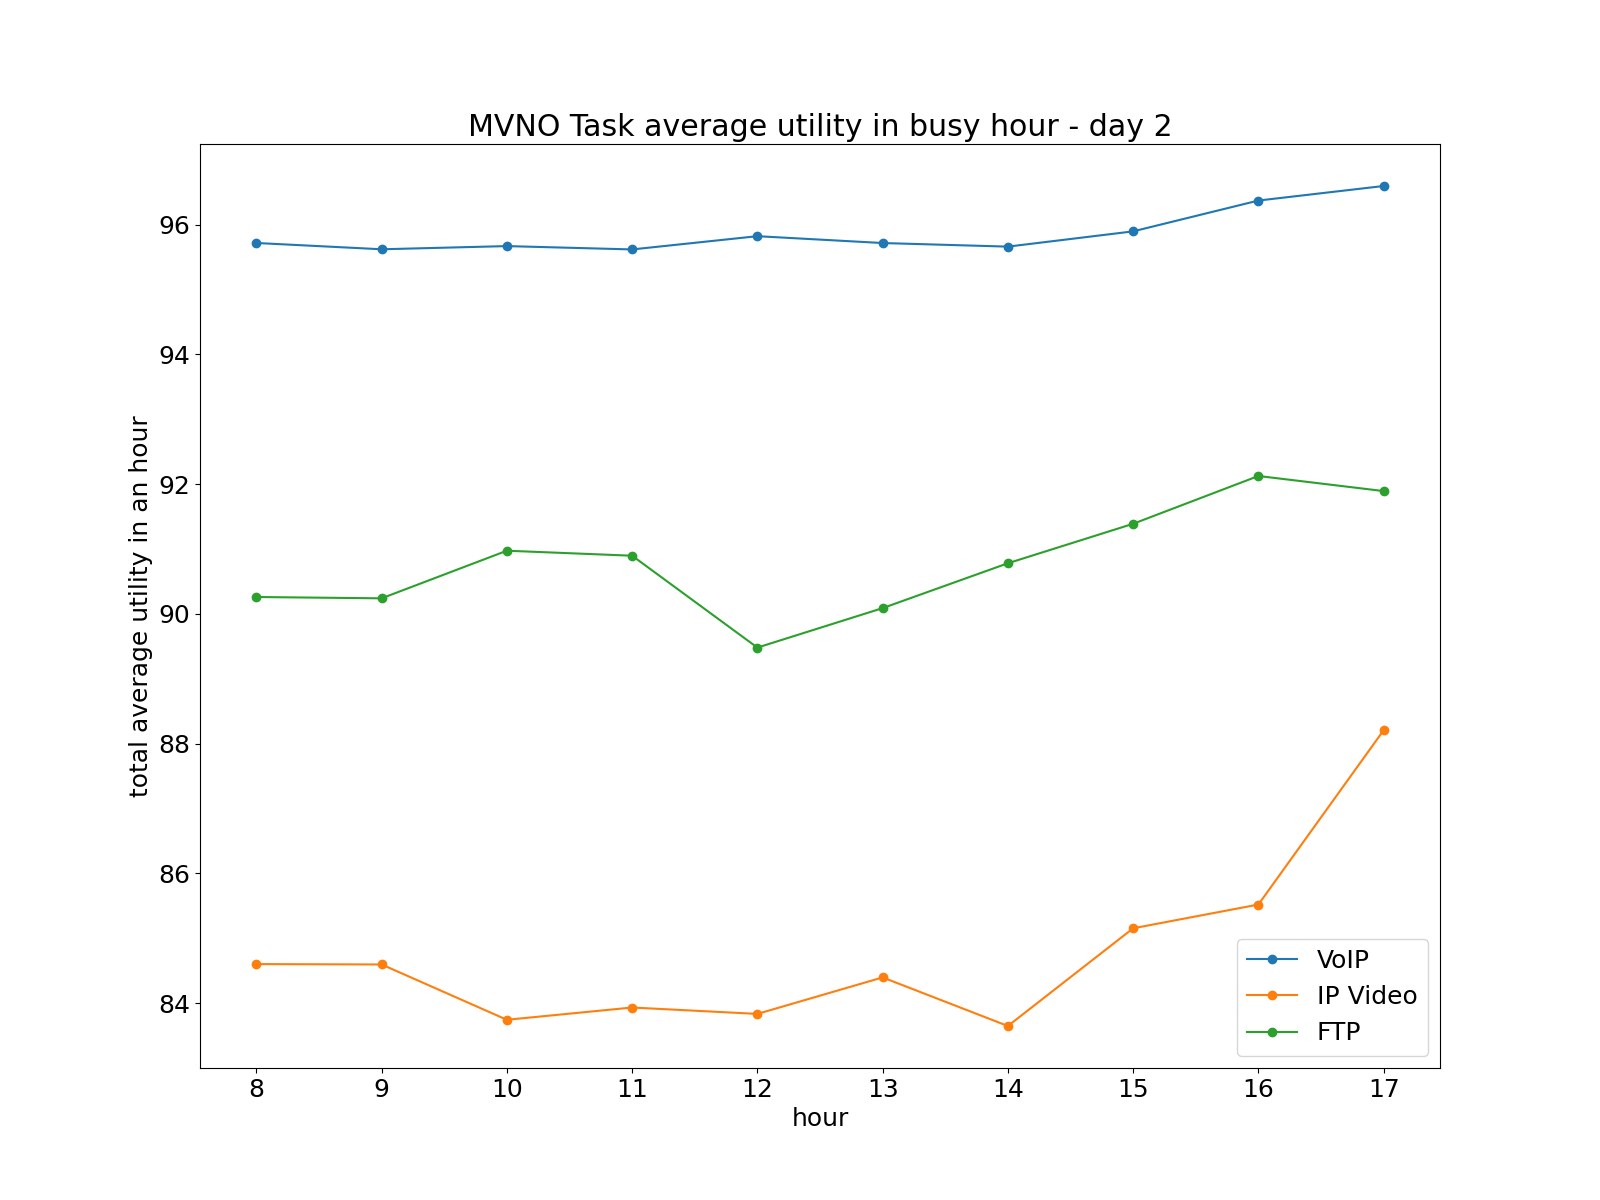 MVNO Task average utility in busy hour - day 2
total average utility in an hour
96
94
92
90
88
86
84
8 9 10 11 12 13 14 15 16 17
hour
VoIP
IP Video
FTP